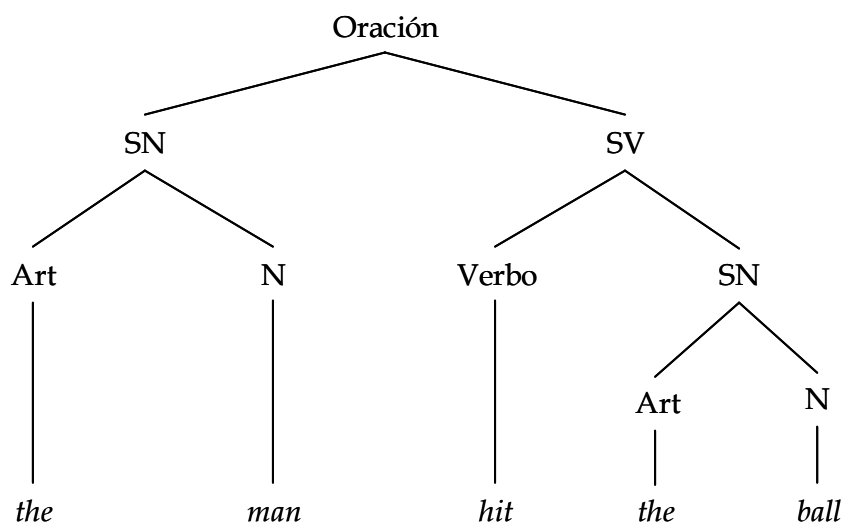 Oración
SN SV
Art N Verbo SN
Art N
the man hit the ball